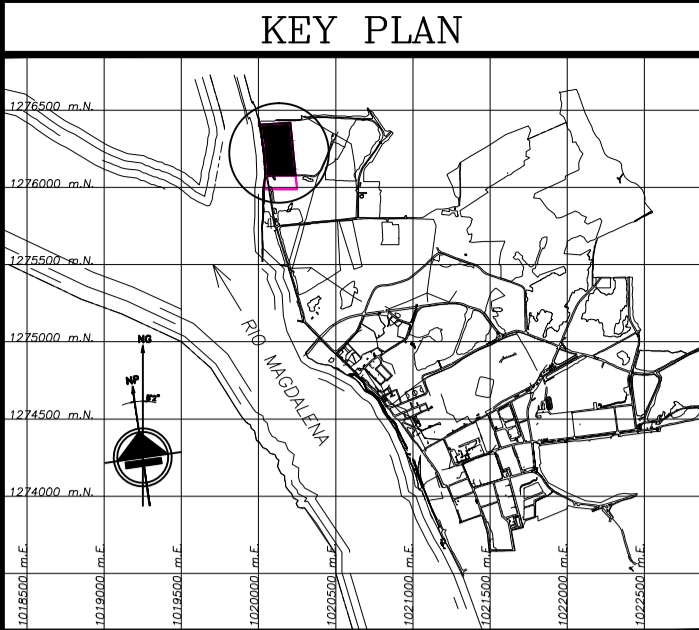 KEY PLAN
1276500 m.N.
1276000 m.N.
1275500 m.N.
1275000 m.N.
1274500 m.N.
1274000 m.N.
NG
NP
RIO MAGDALENA
1018500 m.E.
1019000 m.E.
1019500 m.E.
1020000 m.E.
1020500 m.E.
1021000 m.E.
1021500 m.E.
1022000 m.E.
1022500 m.E.